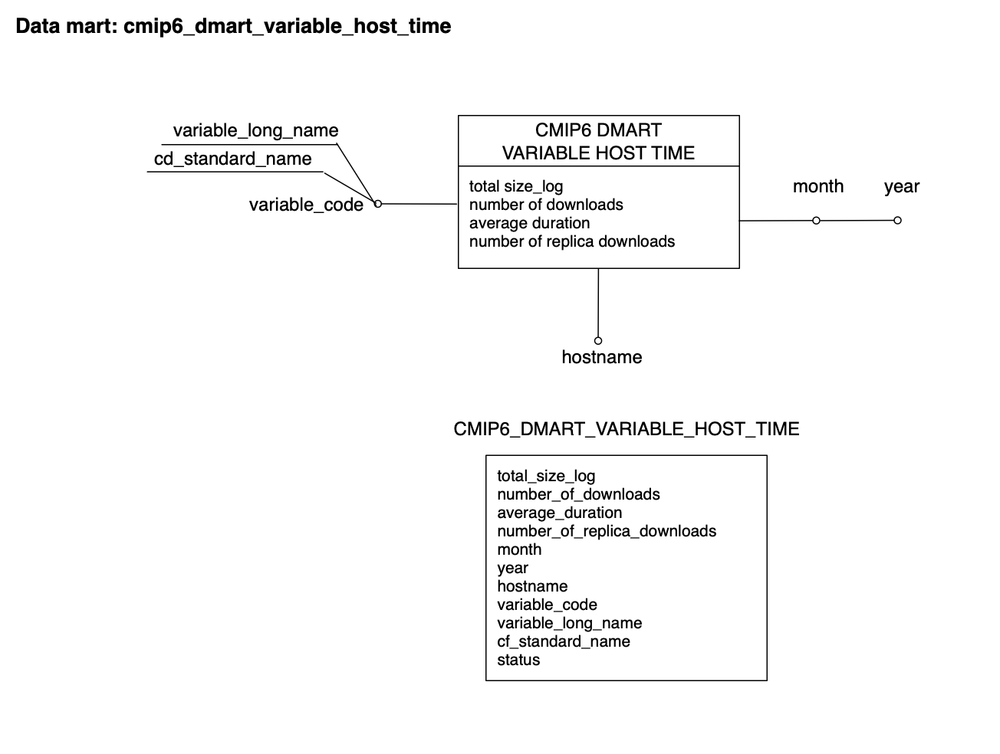 Data mart: cmip6_dmart_variable_host_time
variable_long_name
cd_standard_name
variable_code
CMIP6 DMART
VARIABLE HOST TIME
total size_log
number of downloads
average duration
number of replica downloads
month year
hostname
CMIP6_DMART_VARIABLE_HOST_TIME
total_size_log
number_of_downloads
average_duration
number_of_replica_downloads
month
year
hostname
variable_code
variable_long_name
cf_standard_name
status